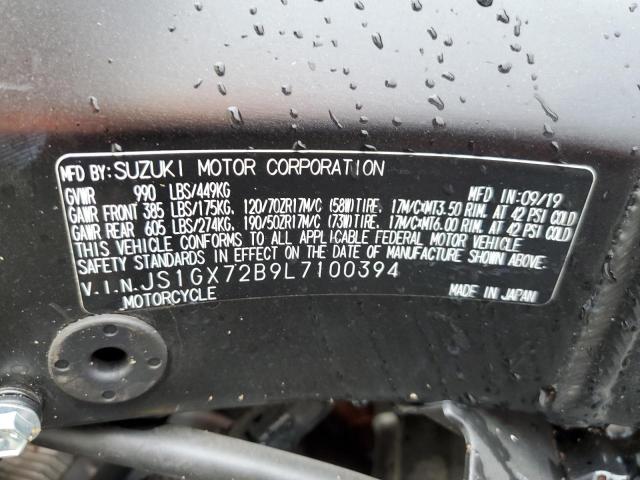 MFD BY:SUZUKI MOTOR CORPORATION MFD IN:09/19
GVWR 990 LBS/449KG
GAWR FRONT 385 LBS/175KG, 120/70ZR17M/C (58W)TIRE, 17M/C×MT3.50 RIM, AT 42 PSI COLD
GAWR REAR 605 LBS/274KG, 190/50ZR17M/C (73W)TIRE, 17M/C×MT6.00 RIM, AT 42 PSI COLD
THIS VEHICLE CONFORMS TO ALL APPLICABLE FEDERAL MOTOR VEHICLE
SAFETY STANDARDS IN EFFECT ON THE DATE OF MANUFACTURE SHOWN ABOVE.
V.I.N.JS1GX72B9L7100394
MOTORCYCLE MADE IN JAPAN